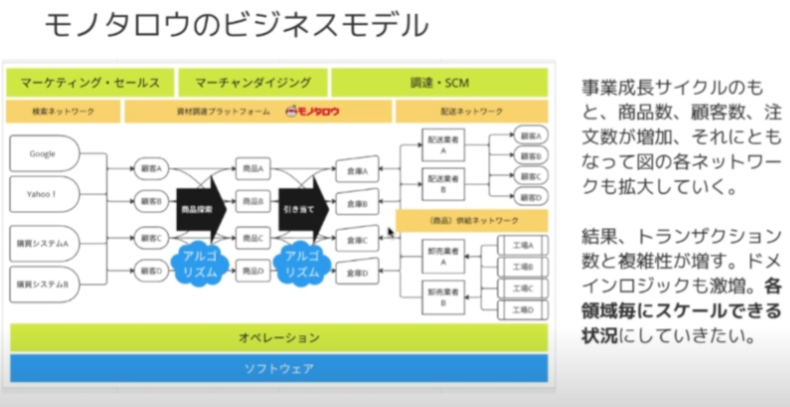 モノタロウのビジネスモデル
マーケティング・セールス
マーチャンダイジング
調達・SCM
検索ネットワーク
資材調達プラットフォーム
モノタロウ
配送ネットワーク
Google
Yahoo!
購買システムA
購買システムB
顧客A
顧客B
顧客C
顧客D
商品探索
アルゴ
リズム
商品A
商品B
商品C
商品D
引き当て
アルゴ
リズム
倉庫A
倉庫B
倉庫C
倉庫D
配送業者
A
配送業者
B
顧客A
顧客B
顧客C
顧客D
（商品）供給ネットワーク
卸売業者
A
卸売業者
B
工場A
工場B
工場C
工場D
オペレーション
ソフトウェア
事業成長サイクルのも
と、商品数、顧客数、注
文数が増加、それにとも
なって図の各ネットワー
クも拡大していく。
結果、トランザクション
数と複雑性が増す。ドメ
インロジックも激増。各
領域毎にスケールできる
状況にしていきたい。